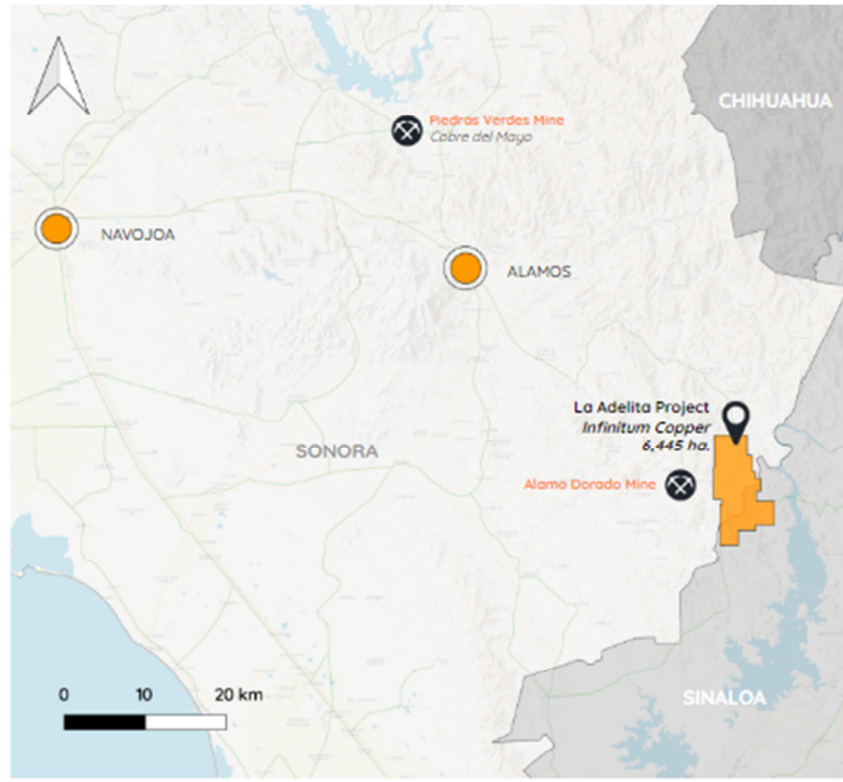 CHIHUAHUA
Piedras Verdes Mine
Cobre del Mayo
NAVOJOA
ALAMOS
La Adelita Project
Infinitum Copper
6,445 ha.
SONORA
Alamo Dorado Mine
0 10 20 km
SINALOA